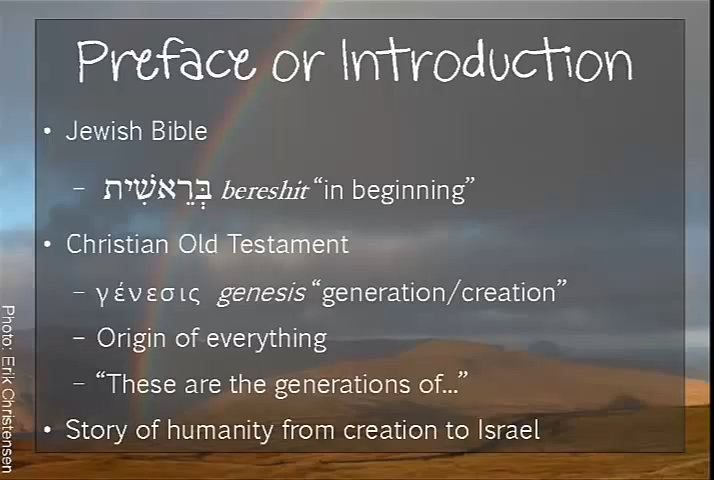 Preface or Introduction
• Jewish Bible
– בְּרֵאשִׁית bereshit “in beginning”
• Christian Old Testament
– γένεσις genesis “generation/creation”
– Origin of everything
– “These are the generations of...”
• Story of humanity from creation to Israel
Photo: Erik Christensen